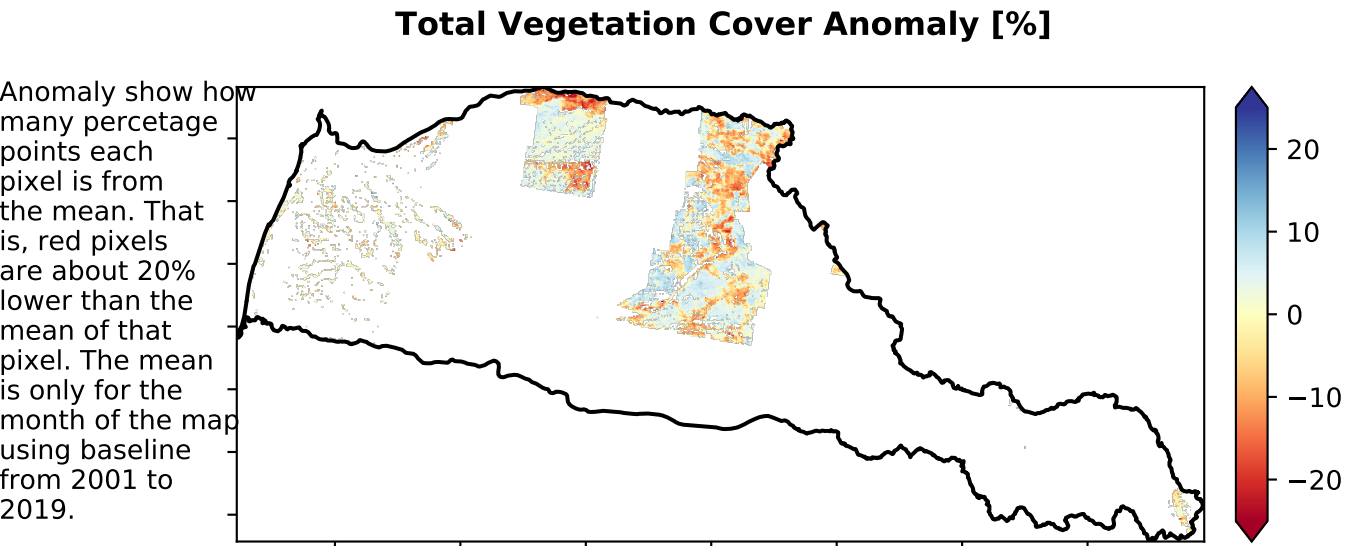 Total Vegetation Cover Anomaly [%]
Anomaly show how
many percetage
points each
pixel is from
the mean. That
is, red pixels
are about 20%
lower than the
mean of that
pixel. The mean
is only for the
month of the map
using baseline
from 2001 to
2019.
20
10
0
−10
−20